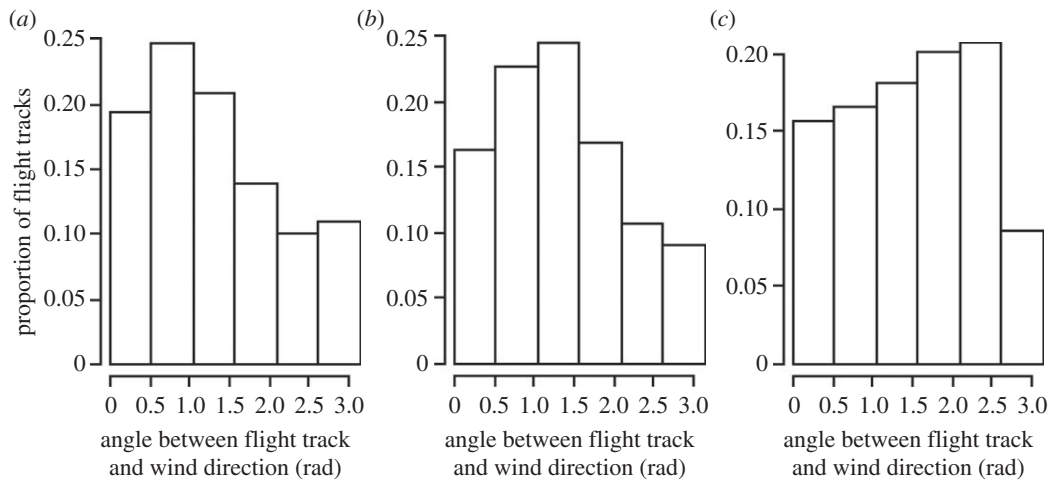 (a)
(b)
(c)
proportion of flight tracks
0.25
0.20
0.15
0.10
0.05
0
0 0.5 1.0 1.5 2.0 2.5 3.0
angle between flight track
and wind direction (rad)
0.25
0.20
0.15
0.10
0.05
0
0 0.5 1.0 1.5 2.0 2.5 3.0
angle between flight track
and wind direction (rad)
0.20
0.15
0.10
0.05
0
0 0.5 1.0 1.5 2.0 2.5 3.0
angle between flight track
and wind direction (rad)